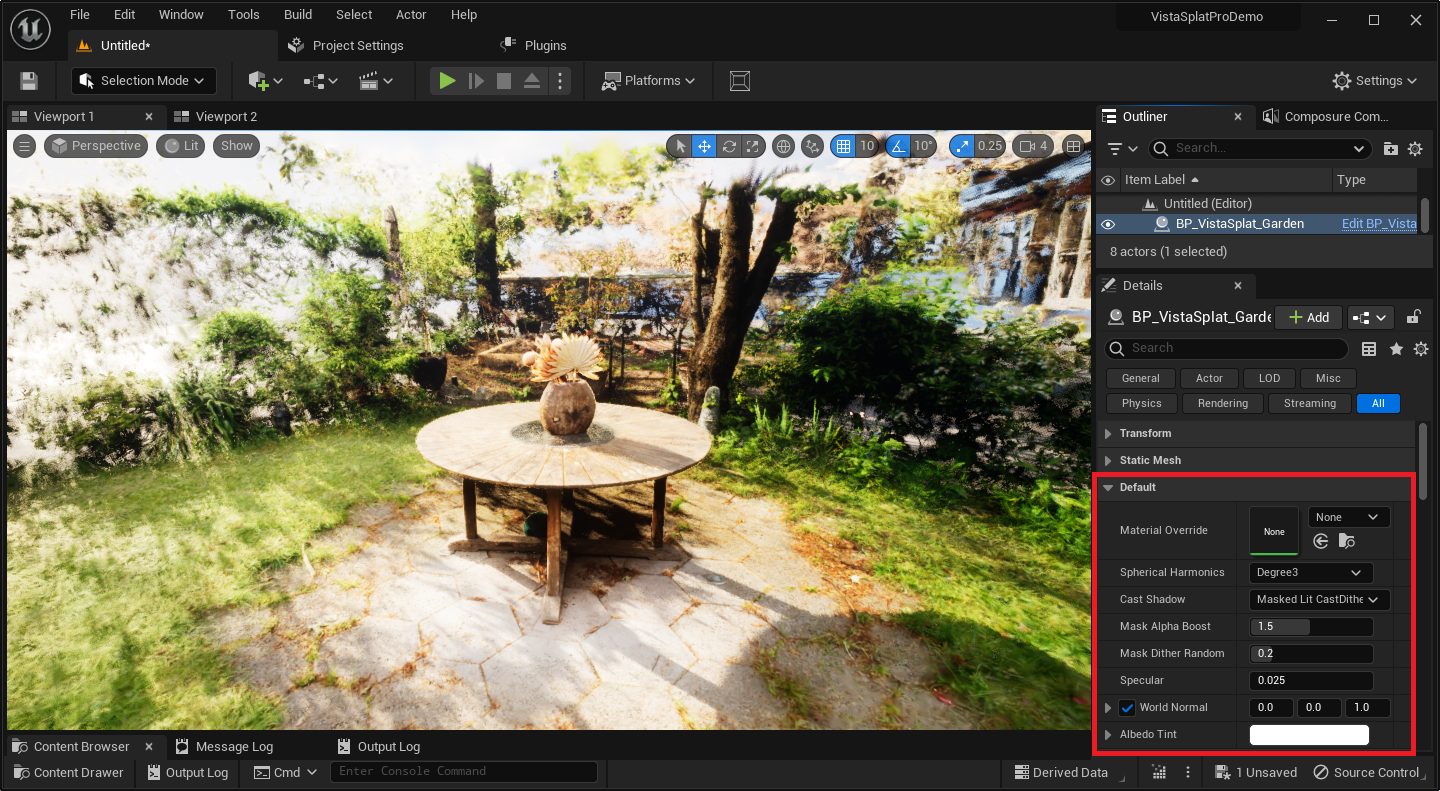 File Edit Window Tools Build Select Actor Help
VistaSplatProDemo
Untitled*
Project Settings
Plugins
Selection Mode
Platforms
Settings
Viewport 1
Viewport 2
Perspective
Lit
Show
10
10°
0.25
4
Outliner
Composure Com...
Search...
Item Label
Type
Untitled (Editor)
BP_VistaSplat_Garden
Edit BP_Vista
8 actors (1 selected)
Details
BP_VistaSplat_Garde
Add
Search
General
Actor
LOD
Misc
Physics
Rendering
Streaming
All
Transform
Static Mesh
Default
Material Override
None
None
Spherical Harmonics
Degree3
Cast Shadow
Masked Lit CastDithe
Mask Alpha Boost
1.5
Mask Dither Random
0.2
Specular
0.025
World Normal
0.0
0.0
1.0
Albedo Tint
Content Browser
Message Log
Output Log
Content Drawer
Output Log
Cmd
Enter Console Command
Derived Data
1 Unsaved
Source Control